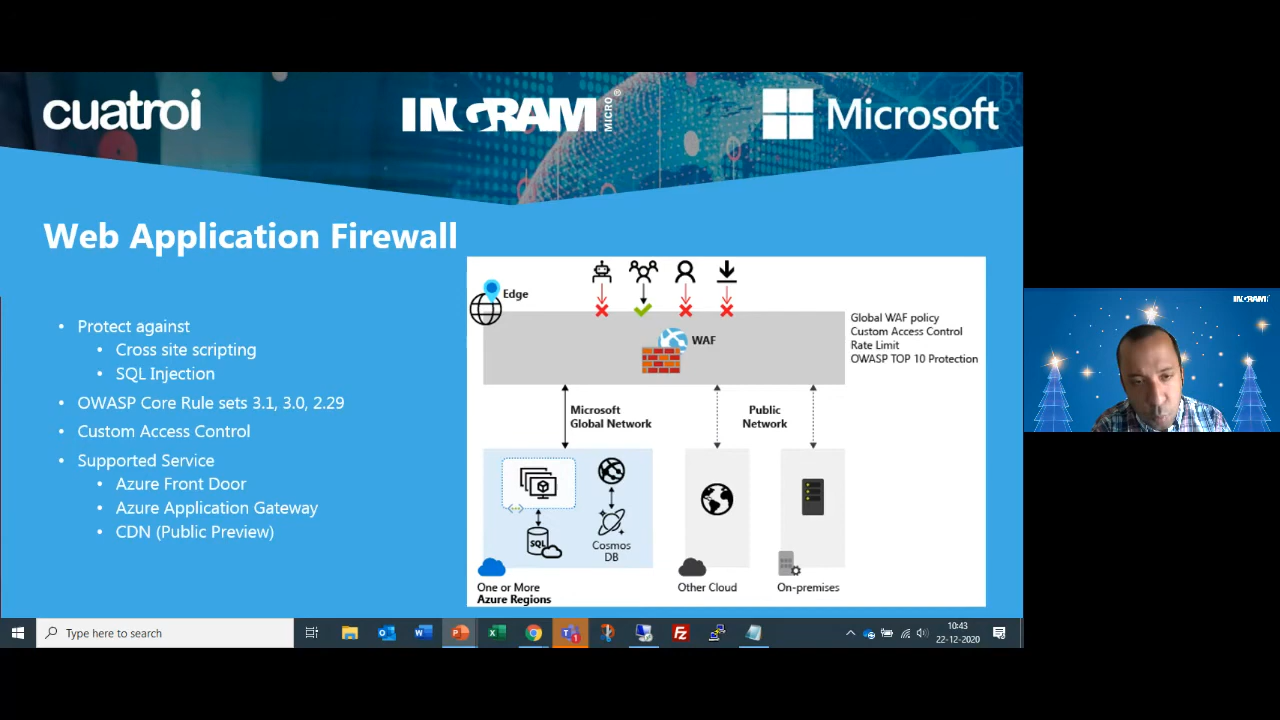 cuatroi
INGRAM MICRO ®
Microsoft
Web Application Firewall
• Protect against
• Cross site scripting
• SQL Injection
• OWASP Core Rule sets 3.1, 3.0, 2.29
• Custom Access Control
• Supported Service
• Azure Front Door
• Azure Application Gateway
• CDN (Public Preview)
Edge
WAF
Global WAF policy
Custom Access Control
Rate Limit
OWASP TOP 10 Protection
Microsoft
Global Network
Public
Network
SQL
Cosmos
DB
One or More
Azure Regions
Other Cloud
On-premises
INGRAM
Type here to search
10:43
22-12-2020